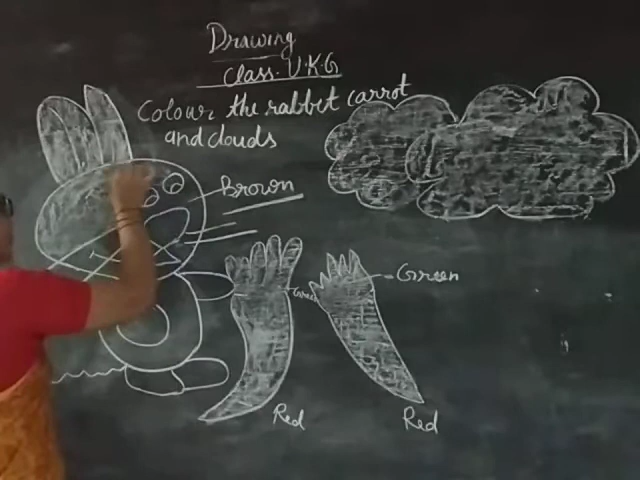 Drawing
Class. U.K.G
Colour the rabbit carrot
and clouds
Brown
Green
Green
Red
Red